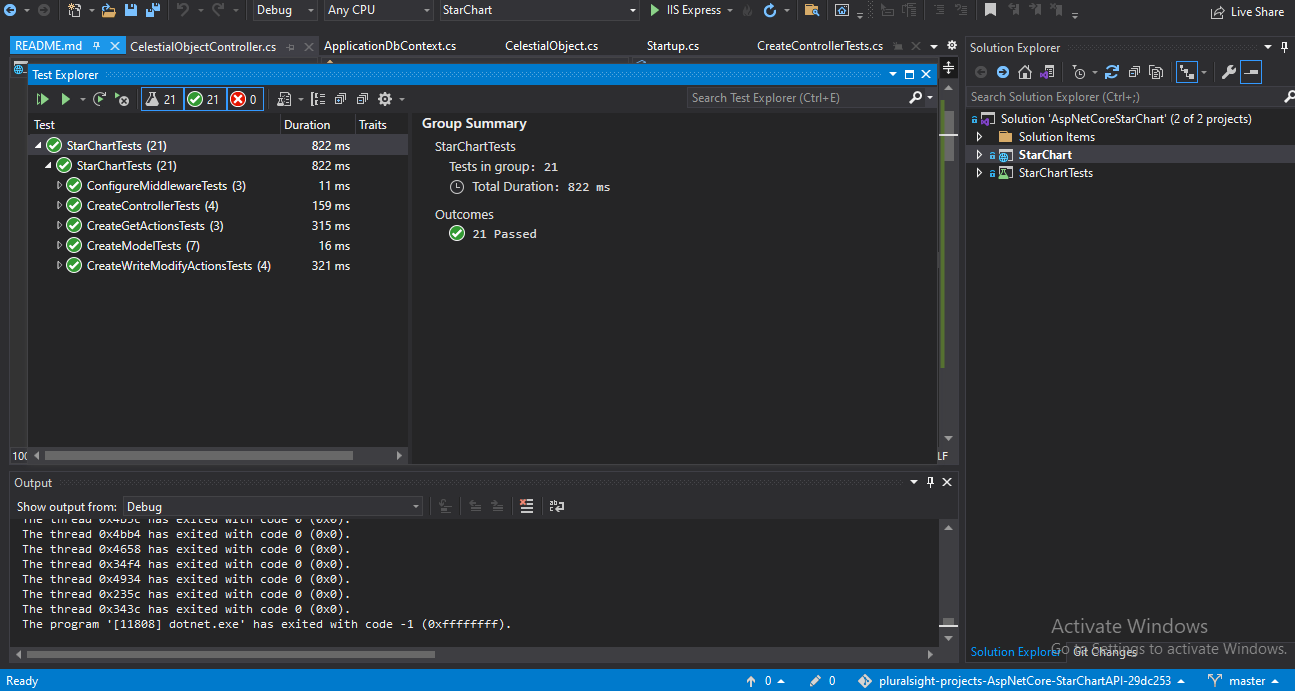 Debug Any CPU StarChart IIS Express Live Share
README.md CelestialObjectController.cs ApplicationDbContext.cs CelestialObject.cs Startup.cs CreateControllerTests.cs
Solution Explorer
Test Explorer
21 21 0
Search Test Explorer (Ctrl+E)
Search Solution Explorer (Ctrl+;)
Test Duration Traits
StarChartTests (21) 822 ms
StarChartTests (21) 822 ms
ConfigureMiddlewareTests (3) 11 ms
CreateControllerTests (4) 159 ms
CreateGetActionsTests (3) 315 ms
CreateModelTests (7) 16 ms
CreateWriteModifyActionsTests (4) 321 ms
Group Summary
StarChartTests
Tests in group: 21
Total Duration: 822 ms
Outcomes
21 Passed
Solution 'AspNetCoreStarChart' (2 of 2 projects)
Solution Items
StarChart
StarChartTests
100
LF
Output
Show output from: Debug
The thread 0x4b5c has exited with code 0 (0x0).
The thread 0x4bb4 has exited with code 0 (0x0).
The thread 0x4658 has exited with code 0 (0x0).
The thread 0x34f4 has exited with code 0 (0x0).
The thread 0x4934 has exited with code 0 (0x0).
The thread 0x235c has exited with code 0 (0x0).
The thread 0x343c has exited with code 0 (0x0).
The program '[11808] dotnet.exe' has exited with code -1 (0xffffffff).
Activate Windows
Go to Settings to activate Windows.
Solution Explorer Git Changes
Ready 0 0 pluralsight-projects-AspNetCore-StarChartAPI-29dc253 master